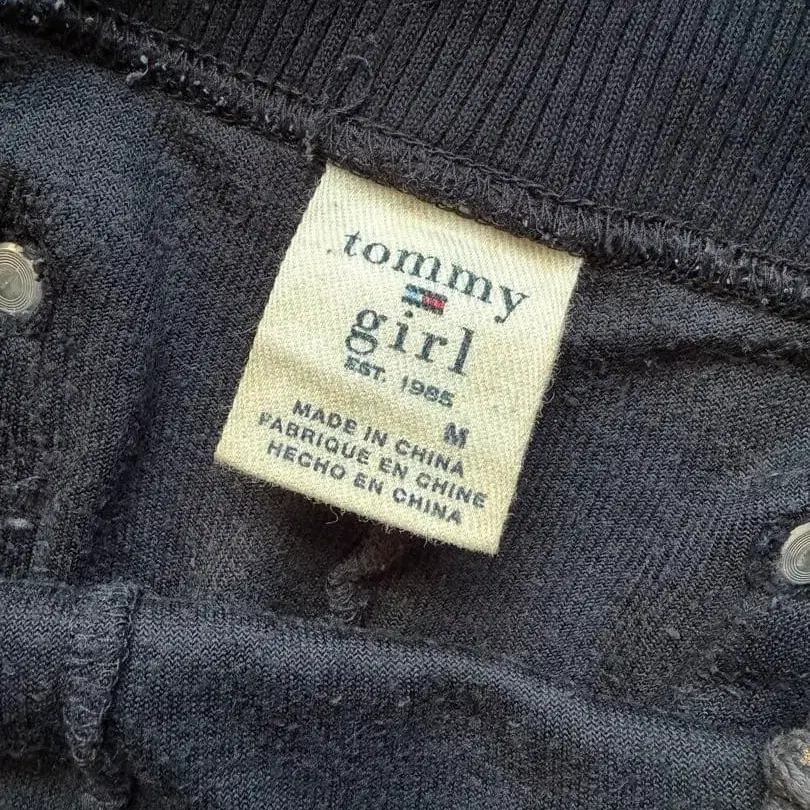 tommy
girl
EST. 1985
M
MADE IN CHINA
FABRIQUE EN CHINE
HECHO EN CHINA